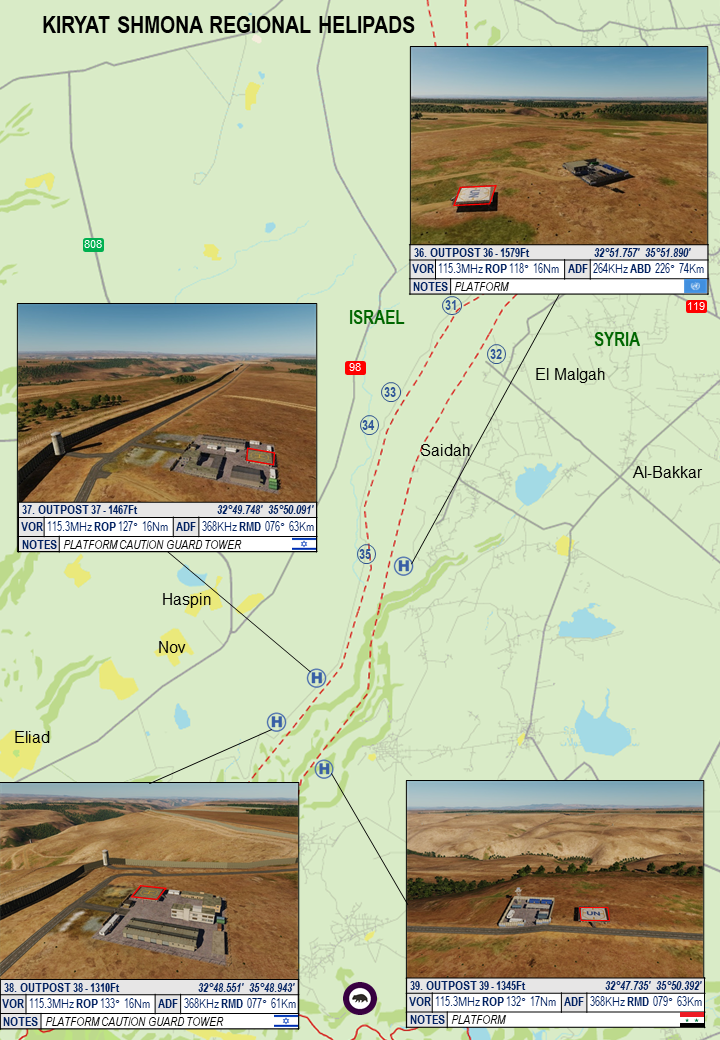 KIRYAT SHMONA REGIONAL HELIPADS
36. OUTPOST 36 - 1579Ft 32°51.757' 35°51.890'
VOR 115.3MHz ROP 118° 16Nm ADF 264KHz ABD 226° 74Km
NOTES PLATFORM
808
31
119
ISRAEL
SYRIA
98
32
El Malgah
33
34
Saidah
Al-Bakkar
37. OUTPOST 37 - 1467Ft 32°49.748' 35°50.091'
VOR 115.3MHz ROP 127° 16Nm ADF 368KHz RMD 076° 63Km
NOTES PLATFORM CAUTION GUARD TOWER
35
H
Haspin
Nov
H
H
Eliad
H
UN
38. OUTPOST 38 - 1310Ft 32°48.551' 35°48.943'
VOR 115.3MHz ROP 133° 16Nm ADF 368KHz RMD 077° 61Km
NOTES PLATFORM CAUTION GUARD TOWER
39. OUTPOST 39 - 1345Ft 32°47.735' 35°50.392'
VOR 115.3MHz ROP 132° 17Nm ADF 368KHz RMD 079° 63Km
NOTES PLATFORM